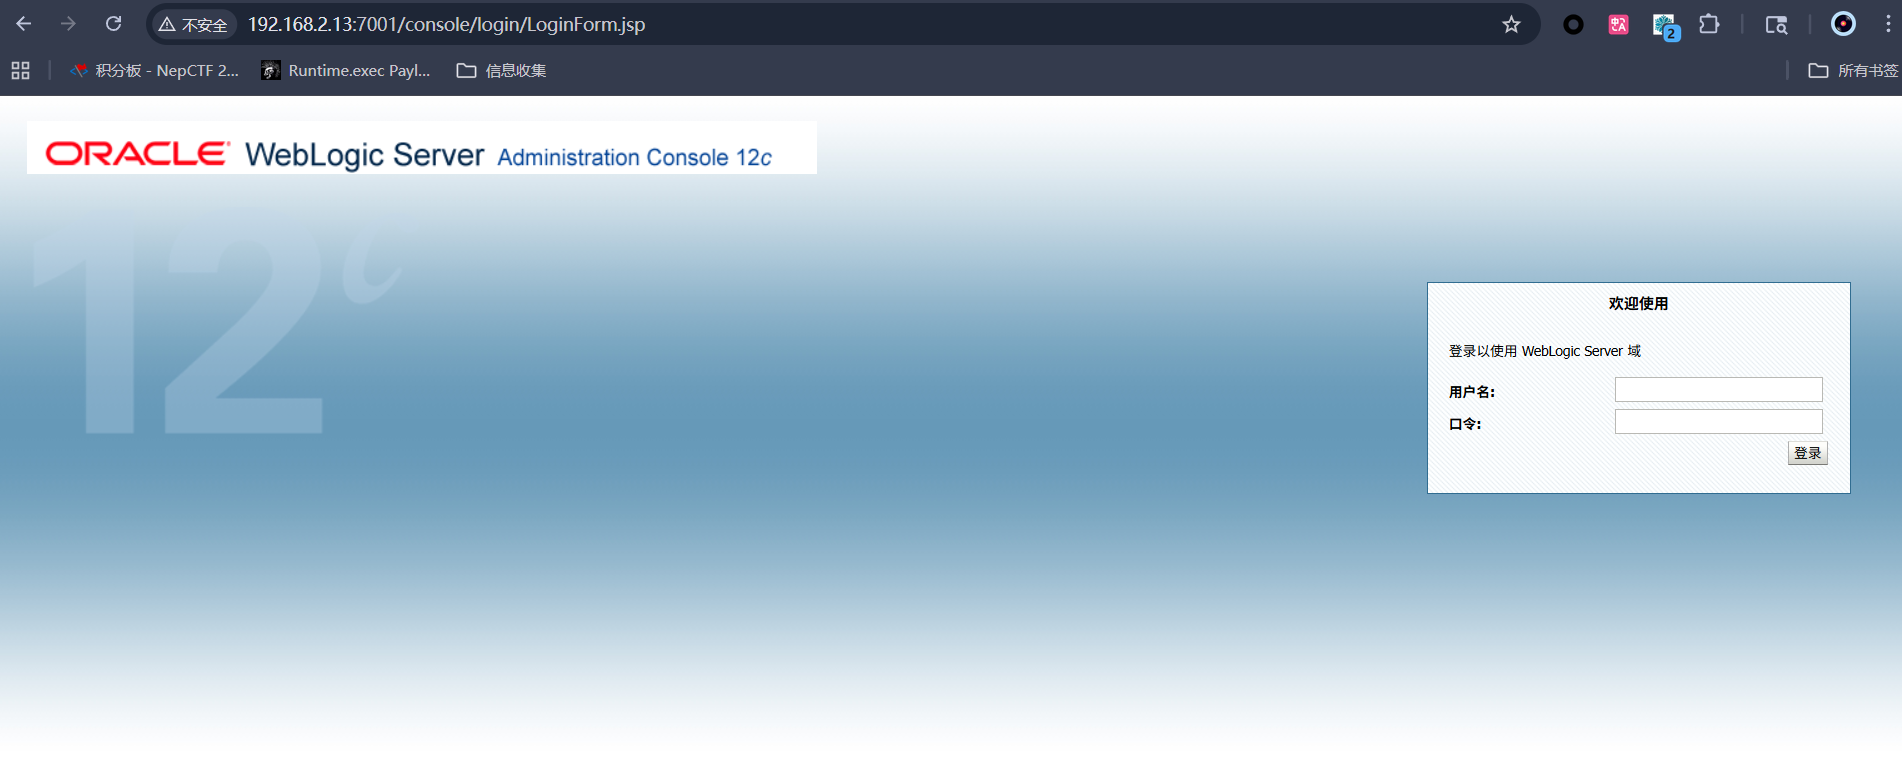 不安全 192.168.2.13:7001/console/login/LoginForm.jsp
2
积分板 - NepCTF 2... Runtime.exec Payl... 信息收集 所有书签
ORACLE WebLogic Server Administration Console 12c
12c
欢迎使用
登录以使用 WebLogic Server 域
用户名:
口令:
登录